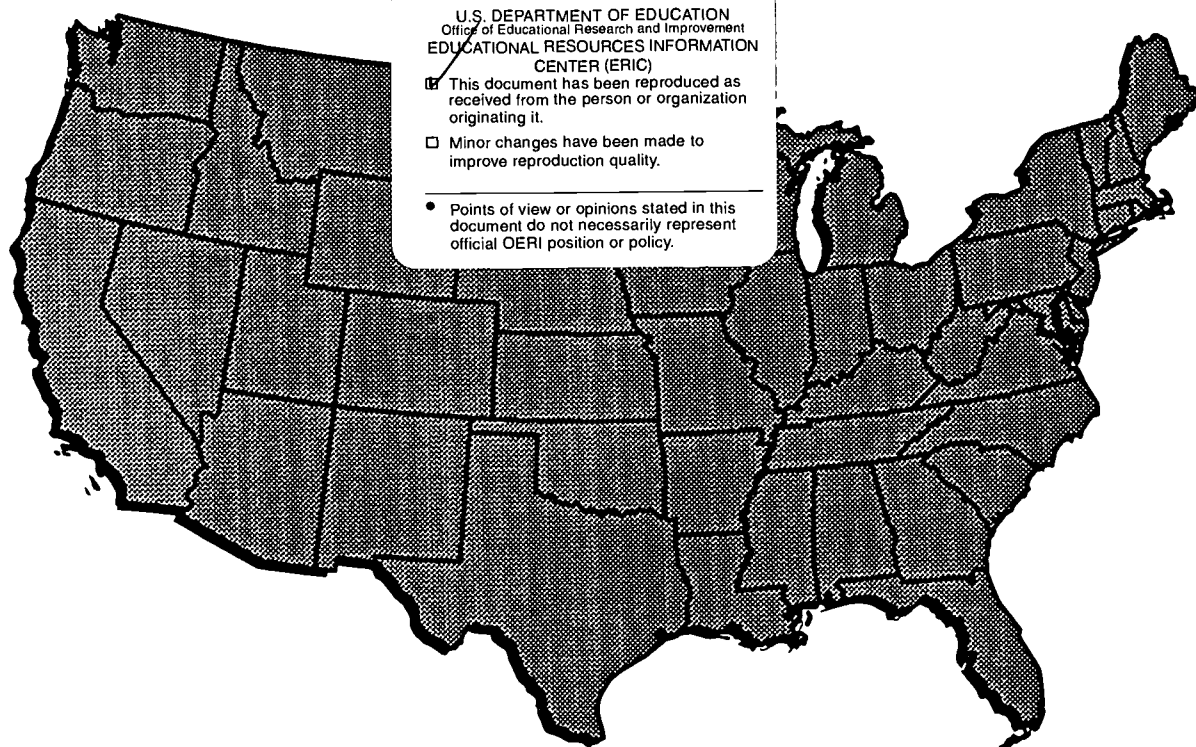 U.S. DEPARTMENT OF EDUCATION
Office of Educational Research and Improvement
EDUCATIONAL RESOURCES INFORMATION
CENTER (ERIC)
This document has been reproduced as
received from the person or organization
originating it.
Minor changes have been made to
improve reproduction quality.
• Points of view or opinions stated in this
document do not necessarily represent
official OERI position or policy.